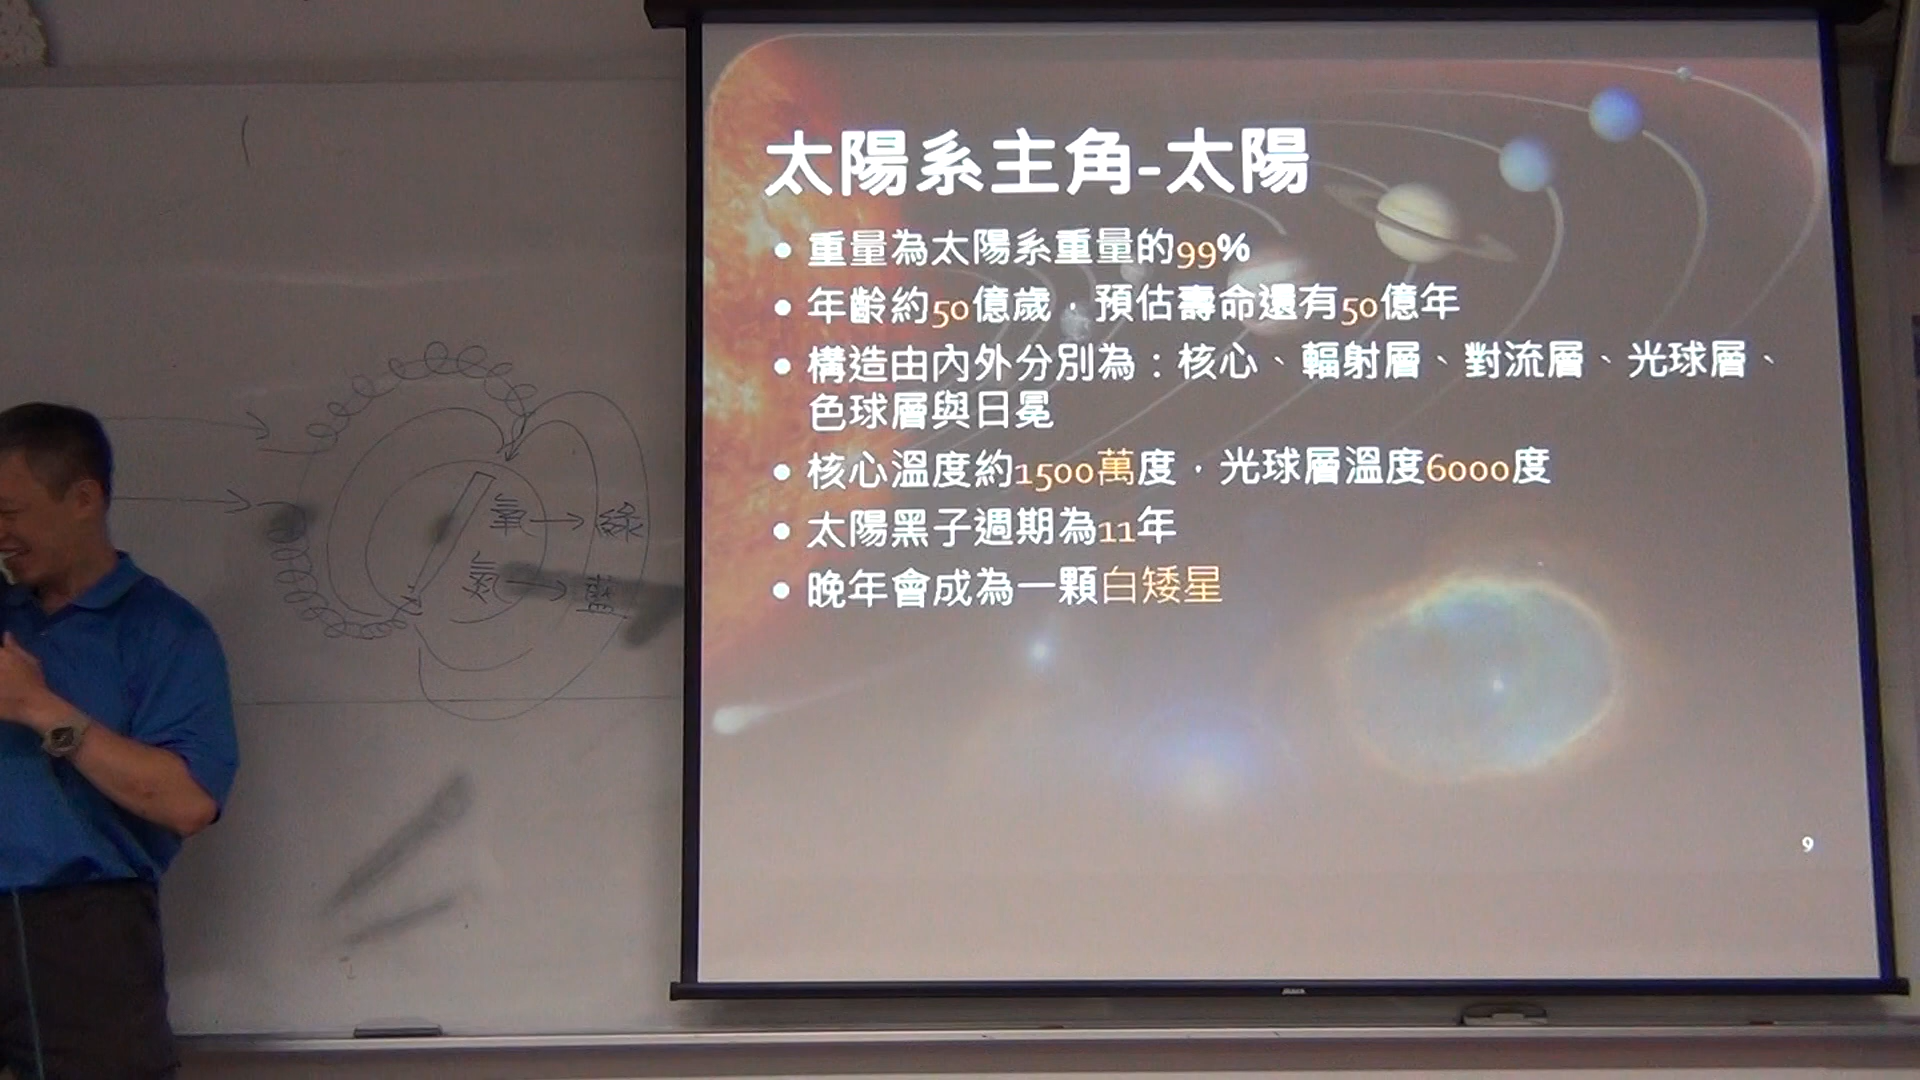 太陽系主角-太陽
重量為太陽系重量的99%
年齡約50億歲，預估壽命還有50億年
構造由內外分別為：核心、輻射層、對流層、光球層、
色球層與日冕
核心溫度約1500萬度，光球層溫度6000度
太陽黑子週期為11年
晚年會成為一顆白矮星
9
氧→綠
氮→藍